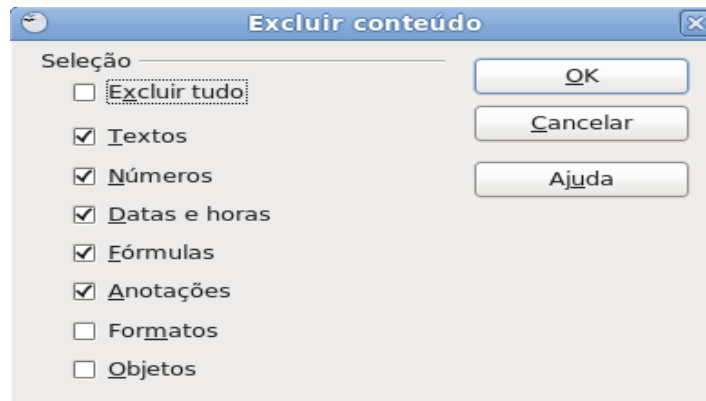 Excluir conteúdo
Seleção
OK
Excluir tudo
Cancelar
Textos
Números
Ajuda
Datas e horas
Fórmulas
Anotações
Formatos
Objetos